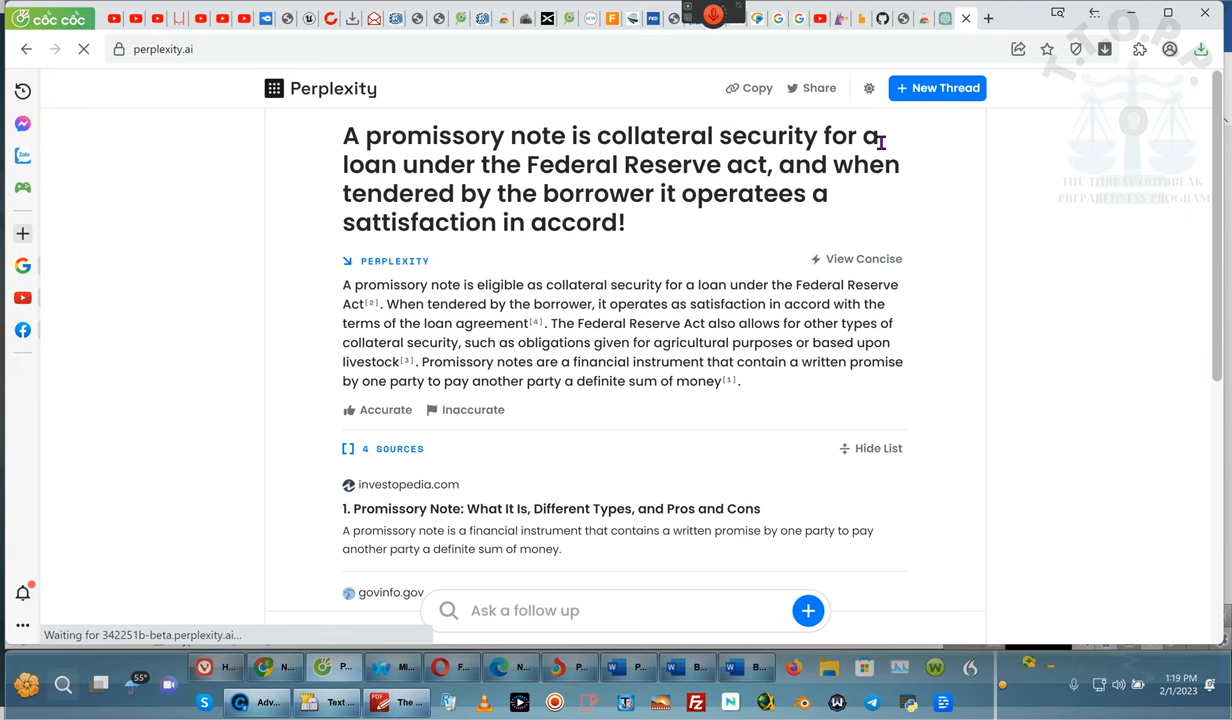 cốc cốc
perplexity.ai
Perplexity
Copy
Share
New Thread
T.T.O.P.P.
THE THREAT OUTBREAK
PREPAREDNESS PROGRAM
A promissory note is collateral security for a
loan under the Federal Reserve act, and when
tendered by the borrower it operatees a
sattisfaction in accord!
PERPLEXITY
View Concise
A promissory note is eligible as collateral security for a loan under the Federal Reserve
Act[2]. When tendered by the borrower, it operates as satisfaction in accord with the
terms of the loan agreement[4]. The Federal Reserve Act also allows for other types of
collateral security, such as obligations given for agricultural purposes or based upon
livestock[3]. Promissory notes are a financial instrument that contain a written promise
by one party to pay another party a definite sum of money[1].
Accurate
Inaccurate
4 SOURCES
Hide List
investopedia.com
1. Promissory Note: What It Is, Different Types, and Pros and Cons
A promissory note is a financial instrument that contains a written promise by one party to pay
another party a definite sum of money.
govinfo.gov
Ask a follow up
Waiting for 342251b-beta.perplexity.ai...
H...
N...
P...
Mi...
F...
N...
P...
P...
B...
B...
55°
Adv...
Text ...
The ...
1:19 PM
2/1/2023